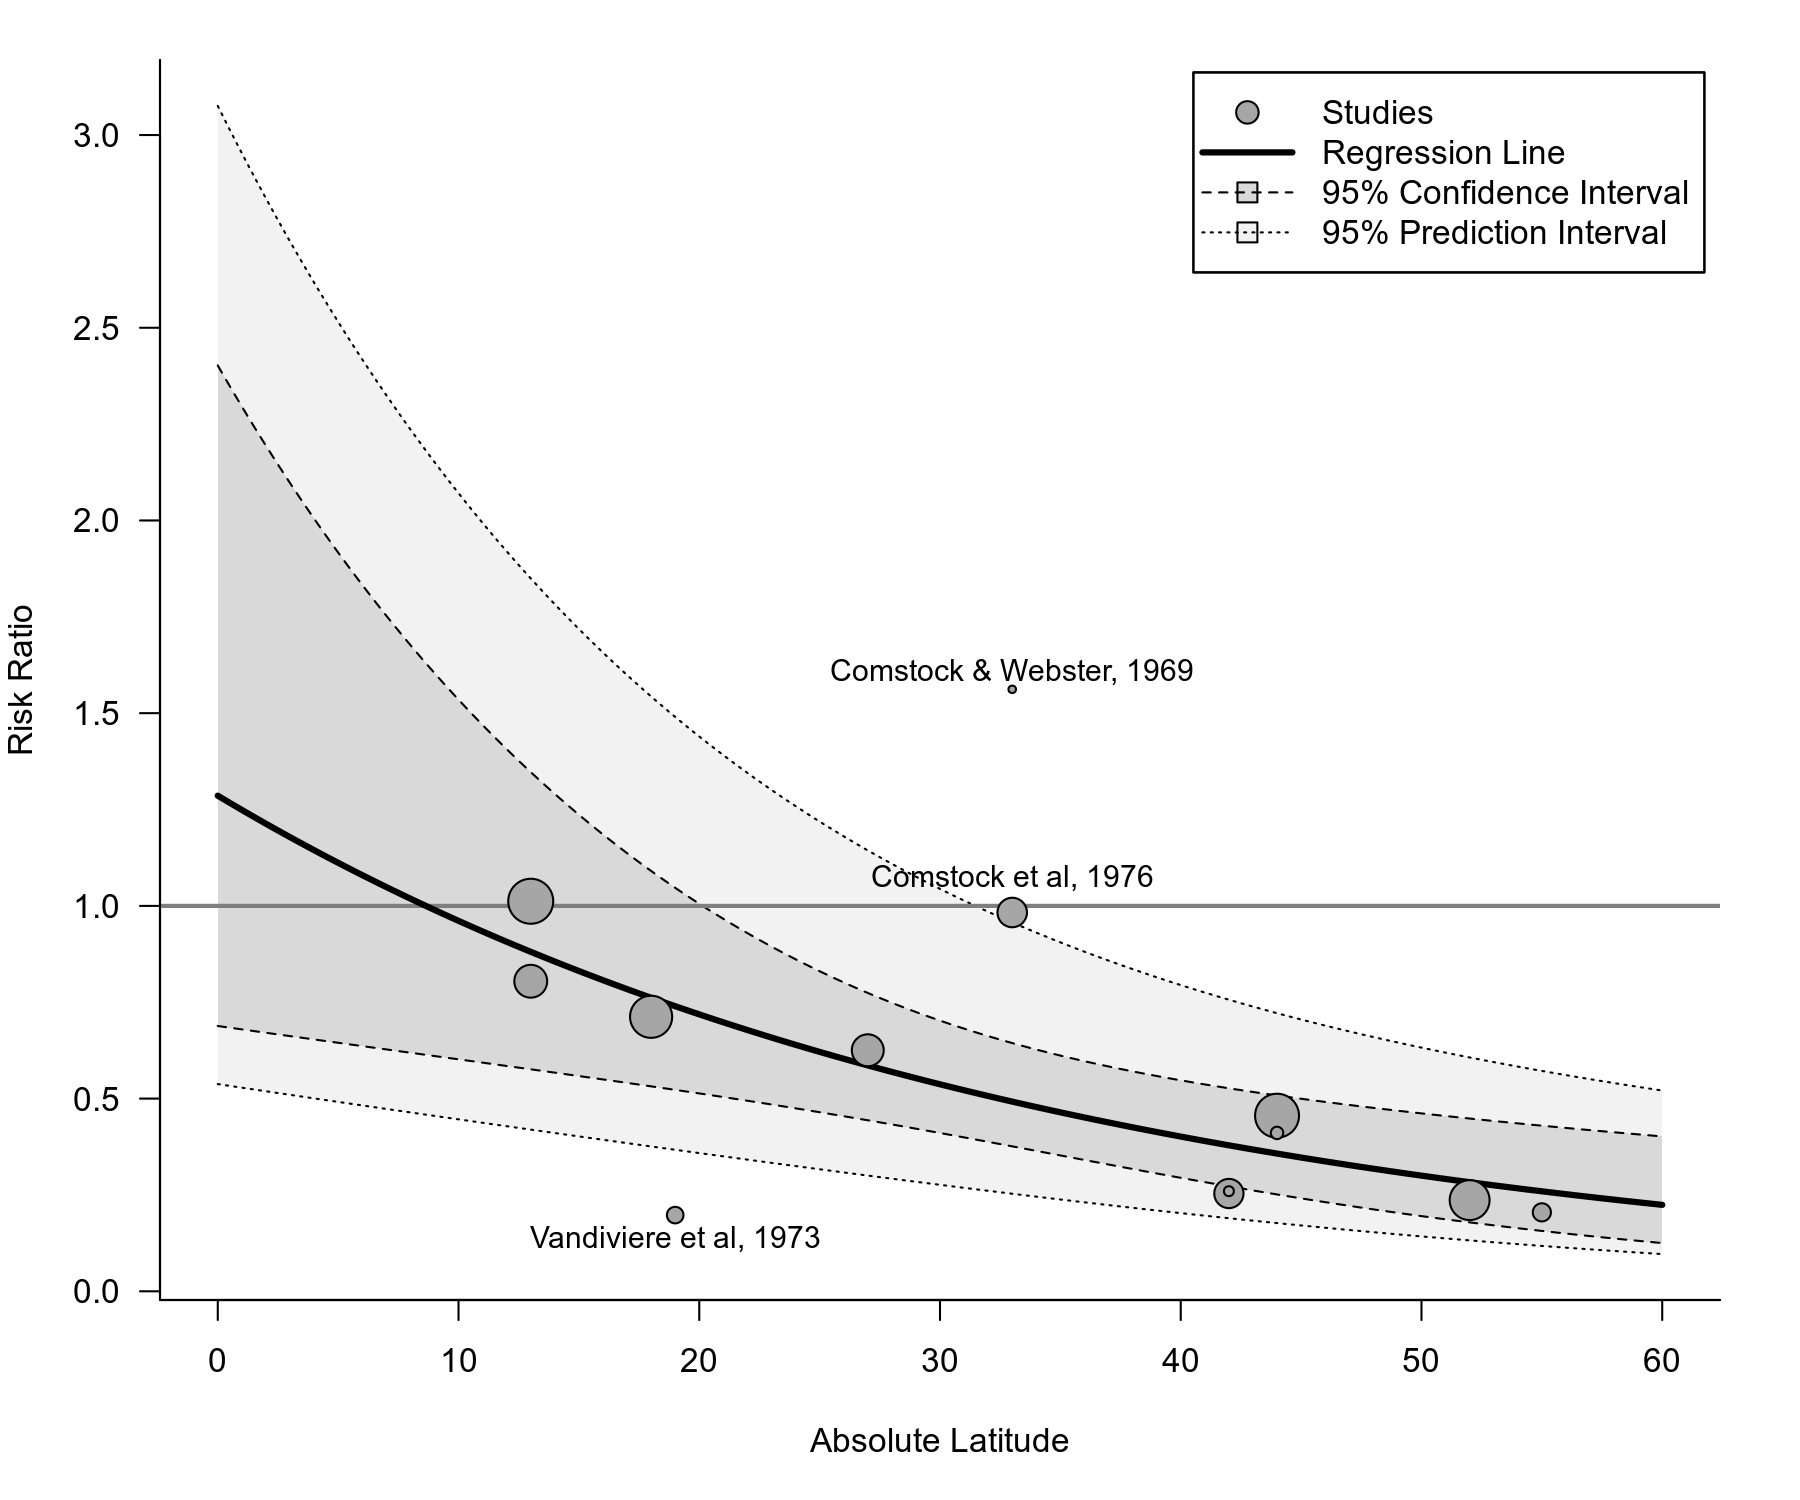 Studies
Regression Line
95% Confidence Interval
95% Prediction Interval
3.0
2.5
2.0
1.5
1.0
0.5
0.0
Risk Ratio
Comstock & Webster, 1969
Comstock et al, 1976
Vandiviere et al, 1973
0 10 20 30 40 50 60
Absolute Latitude